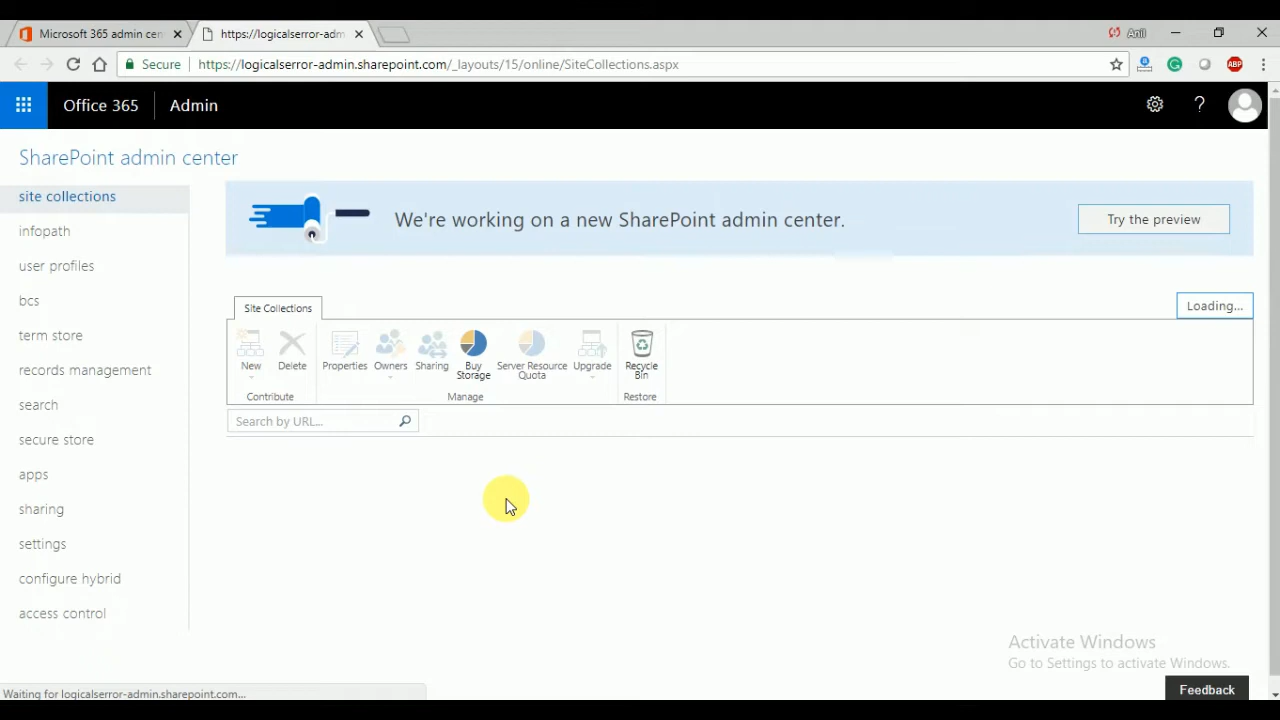 Microsoft 365 admin cen
https://logicalserror-adm
Anil
Secure
https://logicalserror-admin.sharepoint.com/_layouts/15/online/SiteCollections.aspx
ABP
Office 365
Admin
?
SharePoint admin center
site collections
infopath
user profiles
bcs
term store
records management
search
secure store
apps
sharing
settings
configure hybrid
access control
We're working on a new SharePoint admin center.
Try the preview
Site Collections
Loading...
New
Delete
Properties
Owners
Sharing
Buy
Storage
Server Resource
Quota
Upgrade
Recycle
Bin
Contribute
Manage
Restore
Search by URL...
Activate Windows
Go to Settings to activate Windows.
Feedback
Waiting for logicalserror-admin.sharepoint.com...